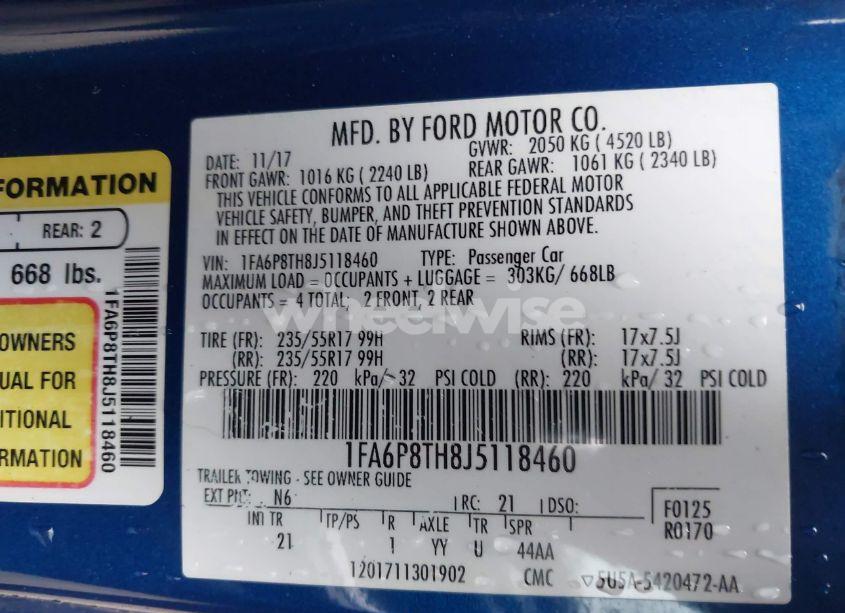 FORMATION
REAR: 2
668 lbs.
OWNERS
UAL FOR
ITIONAL
ORMATION
1FA6P8TH8J5118460
MFD. BY FORD MOTOR CO.
DATE: 11/17
GVWR: 2050 KG ( 4520 LB)
FRONT GAWR: 1016 KG ( 2240 LB)
REAR GAWR: 1061 KG ( 2340 LB)
THIS VEHICLE CONFORMS TO ALL APPLICABLE FEDERAL MOTOR
VEHICLE SAFETY, BUMPER, AND THEFT PREVENTION STANDARDS
IN EFFECT ON THE DATE OF MANUFACTURE SHOWN ABOVE.
VIN: 1FA6P8TH8J5118460 TYPE: Passenger Car
MAXIMUM LOAD = OCCUPANTS + LUGGAGE = 303KG/ 668LB
OCCUPANTS = 4 TOTAL; 2 FRONT, 2 REAR
wheelwise
TIRE (FR): 235/55R17 99H RIMS (FR): 17x7.5J
(RR): 235/55R17 99H (RR): 17x7.5J
PRESSURE (FR): 220 kPa/ 32 PSI COLD (RR): 220 kPa/ 32 PSI COLD
1FA6P8TH8J5118460
TRAILER TOWING - SEE OWNER GUIDE
EXT PNT: N6 RC: 21 DSO:
F0125
R0170
INT TR TP/PS R AXLE TR SPR
21 1 YY U 44AA
1201711301902 CMC 5U5A-5420472-AA